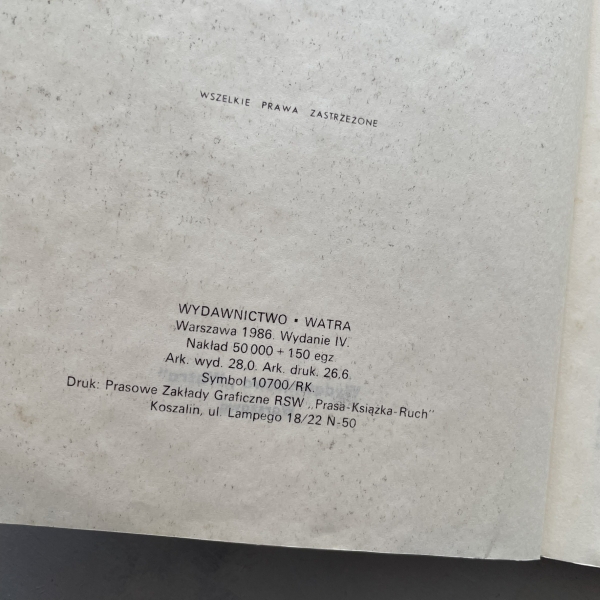 WSZELKIE PRAWA ZASTRZEŻONE
WYDAWNICTWO • WATRA
Warszawa 1986. Wydanie IV.
Nakład 50 000 + 150 egz.
Ark. wyd. 28,0. Ark. druk. 26,6.
Symbol 10700/RK.
Druk: Prasowe Zakłady Graficzne RSW „Prasa-Książka-Ruch"
Koszalin, ul. Lampego 18/22 N-50